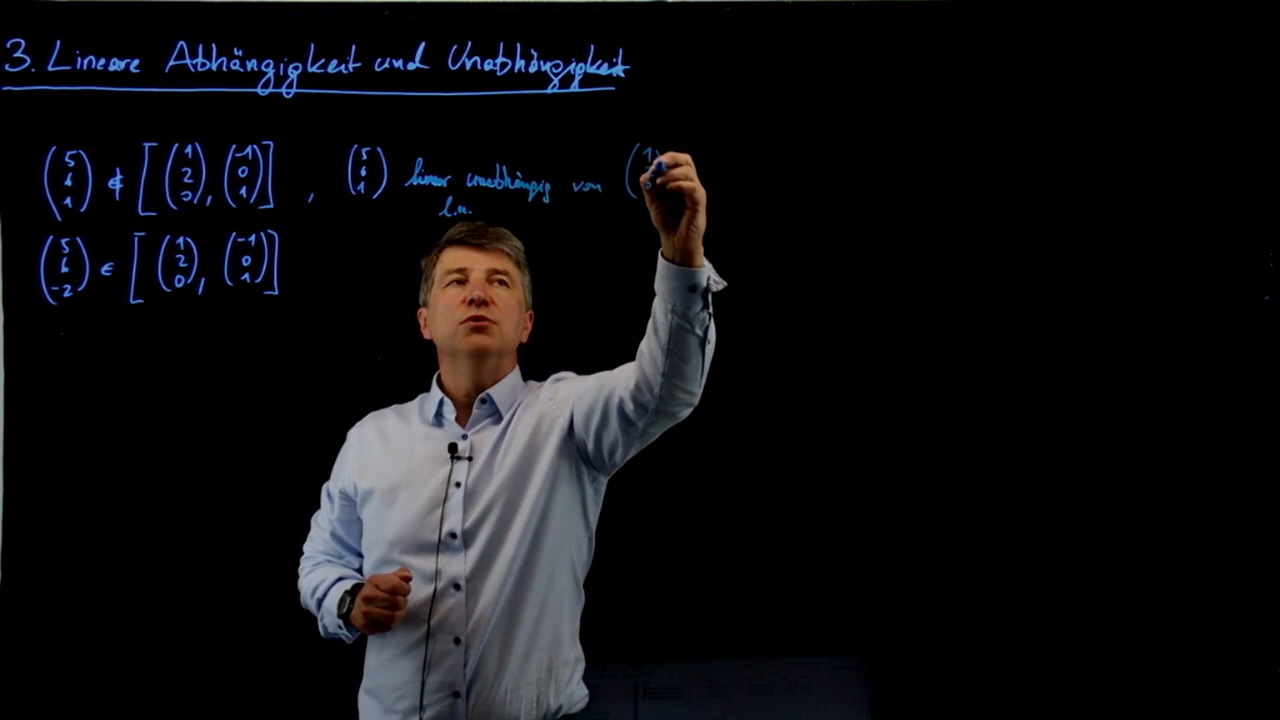 3. Lineare Abhängigkeit und Unabhängigkeit
(5 6 1) ∉ [(1 2 0), (-1 0 1)] , (5 6 1) linear unabhängig von (1
l.u.
(5 6 -2) ∈ [(1 2 0), (-1 0 1)]